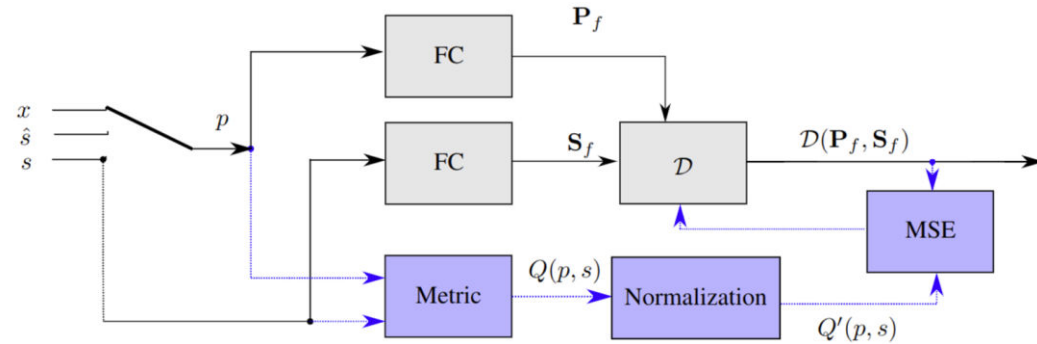 P_f
FC
x
ŝ
s
p
FC
S_f
D
D(P_f, S_f)
MSE
Metric
Q(p, s)
Normalization
Q′(p, s)